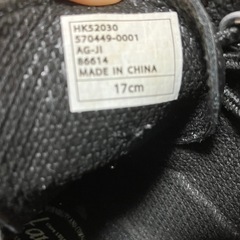 HK52030
570449-0001
AG-JI
86614
MADE IN CHINA
17cm